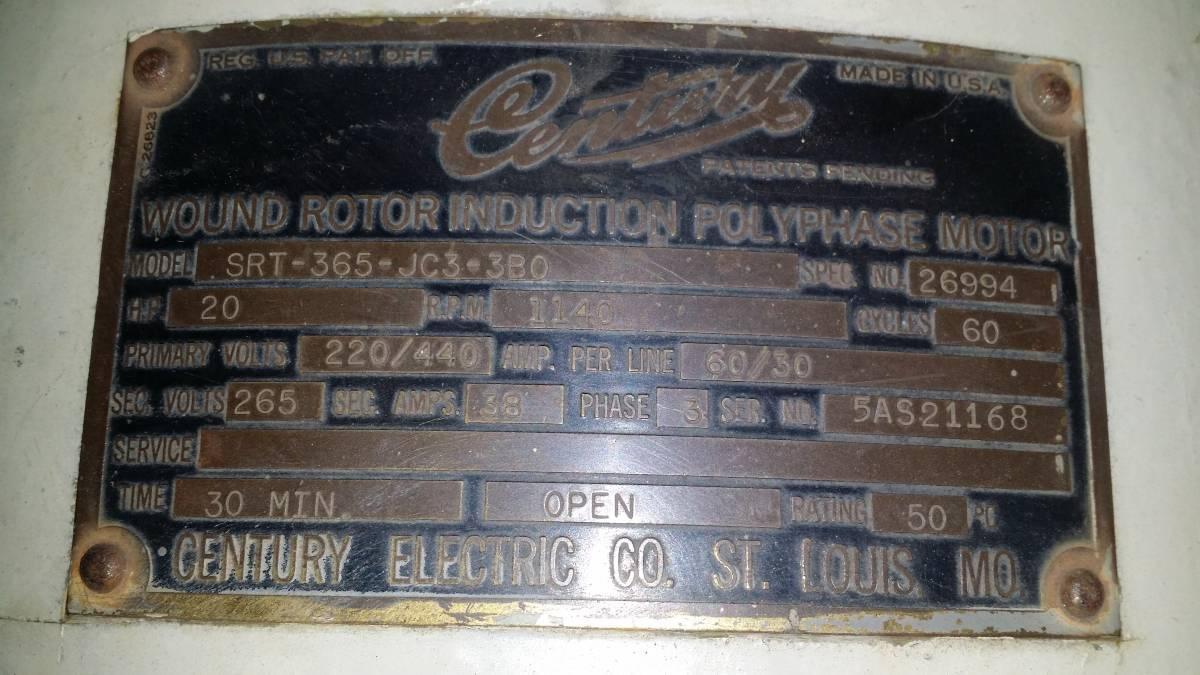 REG. U.S. PAT. OFF.
Century
MADE IN U.S.A.
C-26823
PATENTS PENDING
WOUND ROTOR INDUCTION POLYPHASE MOTOR
MODEL SRT-365-JC3-3B0 SPEC. NO. 26994
H.P. 20 R.P.M. 1140 CYCLES 60
PRIMARY VOLTS 220/440 AMP. PER LINE 60/30
SEC. VOLTS 265 SEC. AMPS. 38 PHASE 3 SER. NO. 5AS21168
SERVICE
TIME 30 MIN. OPEN RATING 50 PC
CENTURY ELECTRIC CO. ST. LOUIS, MO.